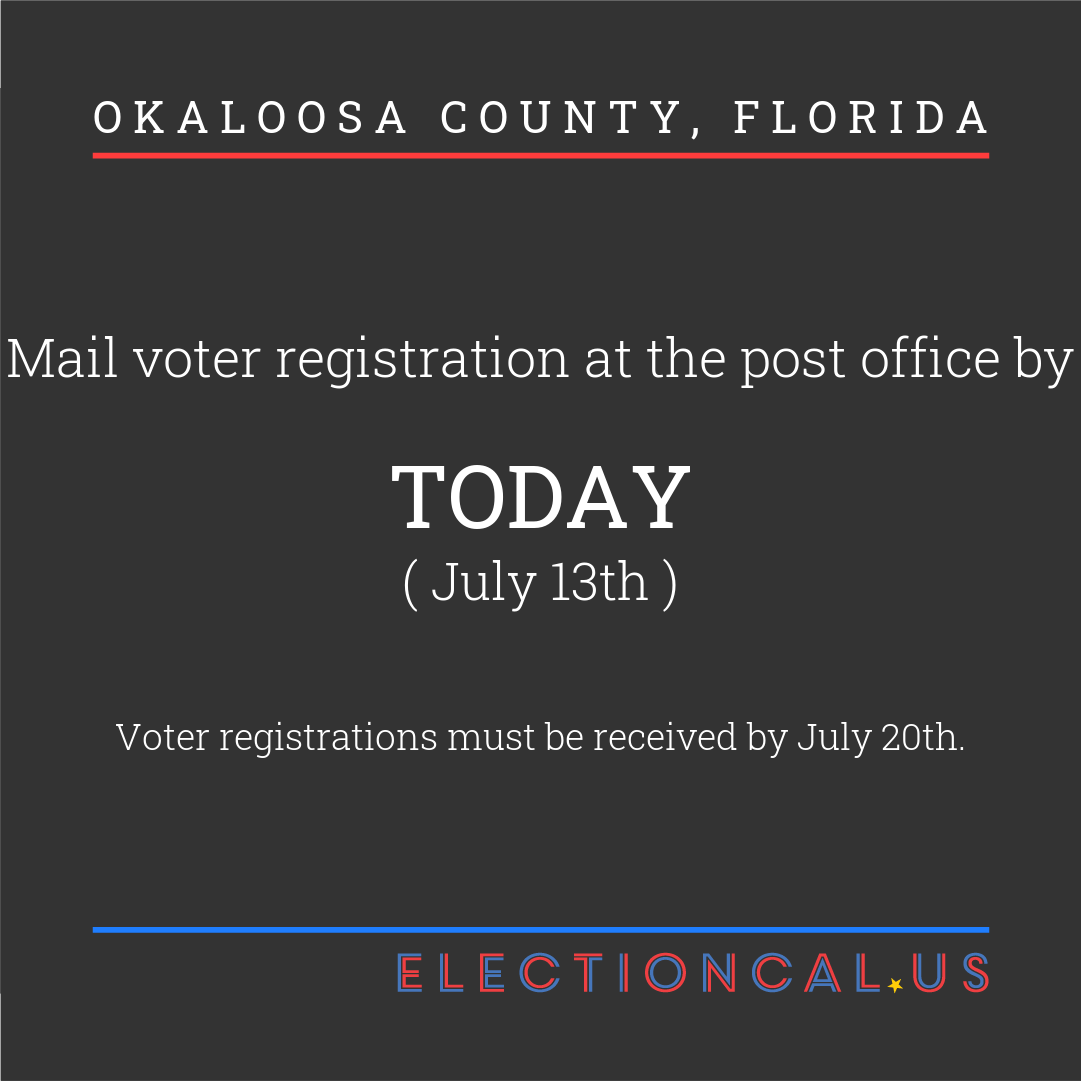 OKALOOSA COUNTY, FLORIDA
Mail voter registration at the post office by
TODAY
( July 13th )
Voter registrations must be received by July 20th.
ELECTIONCAL.US